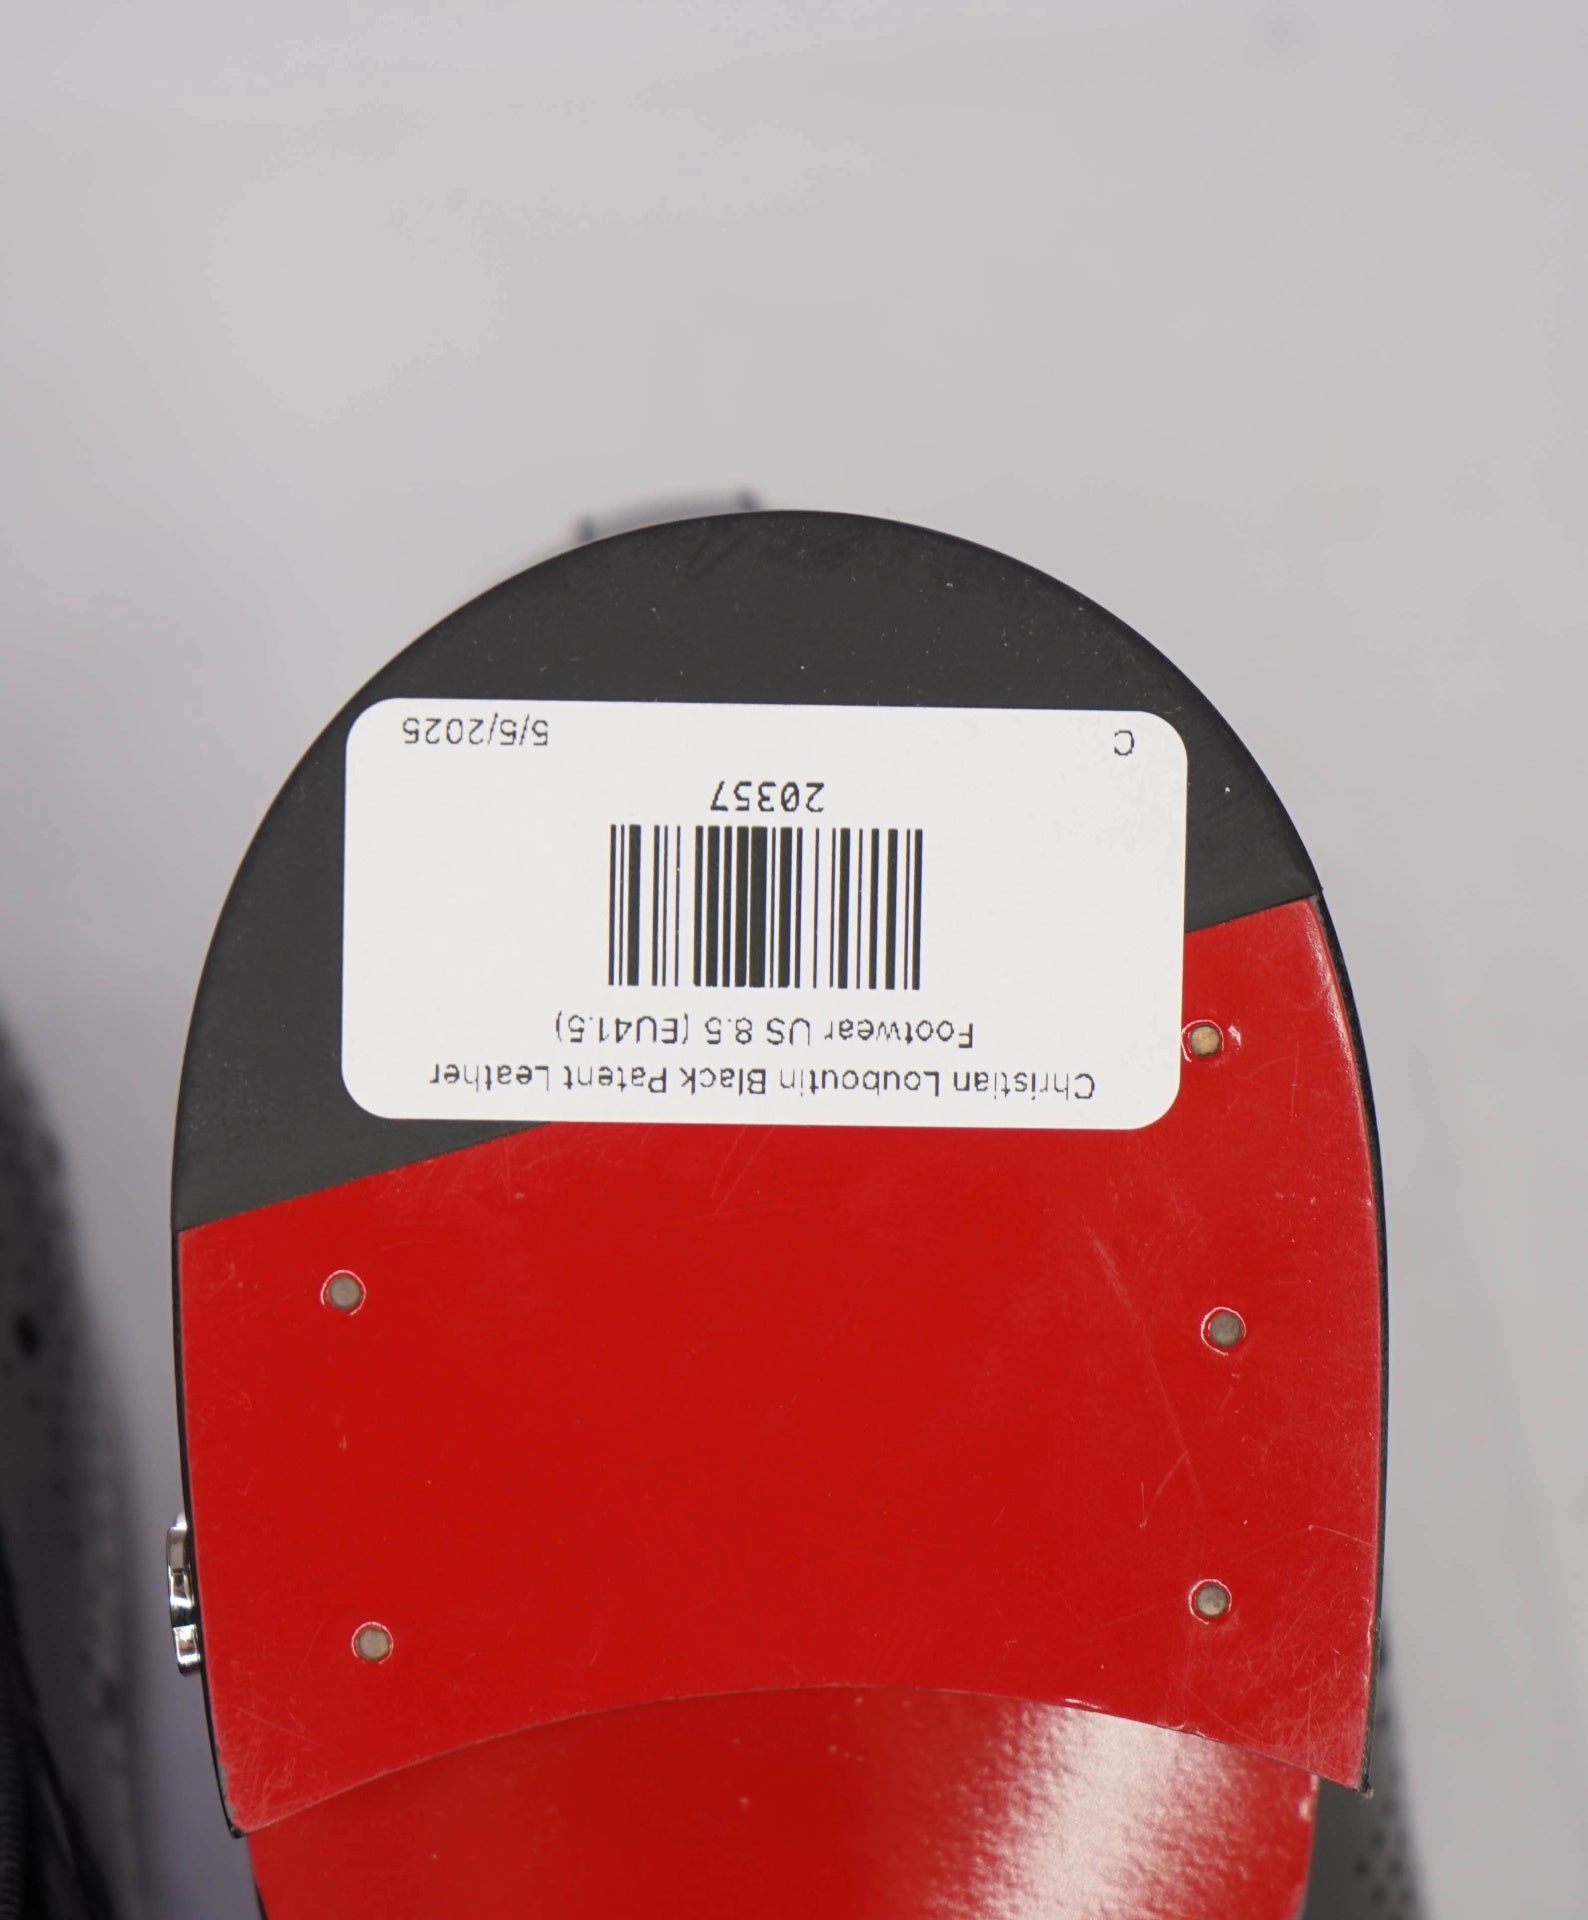 Christian Louboutin Black Patent Leather
Footwear US 8.5 (EU41.5)
20357
C 5/5/2025